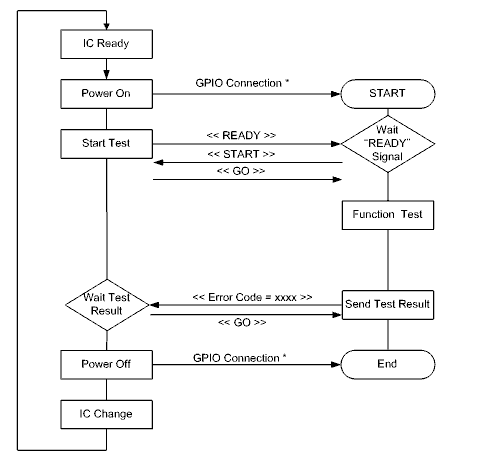 IC Ready
Power On
GPIO Connection *
START
Start Test
<< READY >>
<< START >>
<< GO >>
Wait
"READY"
Signal
Function Test
Wait Test
Result
<< Error Code = xxxx >>
<< GO >>
Send Test Result
Power Off
GPIO Connection *
End
IC Change